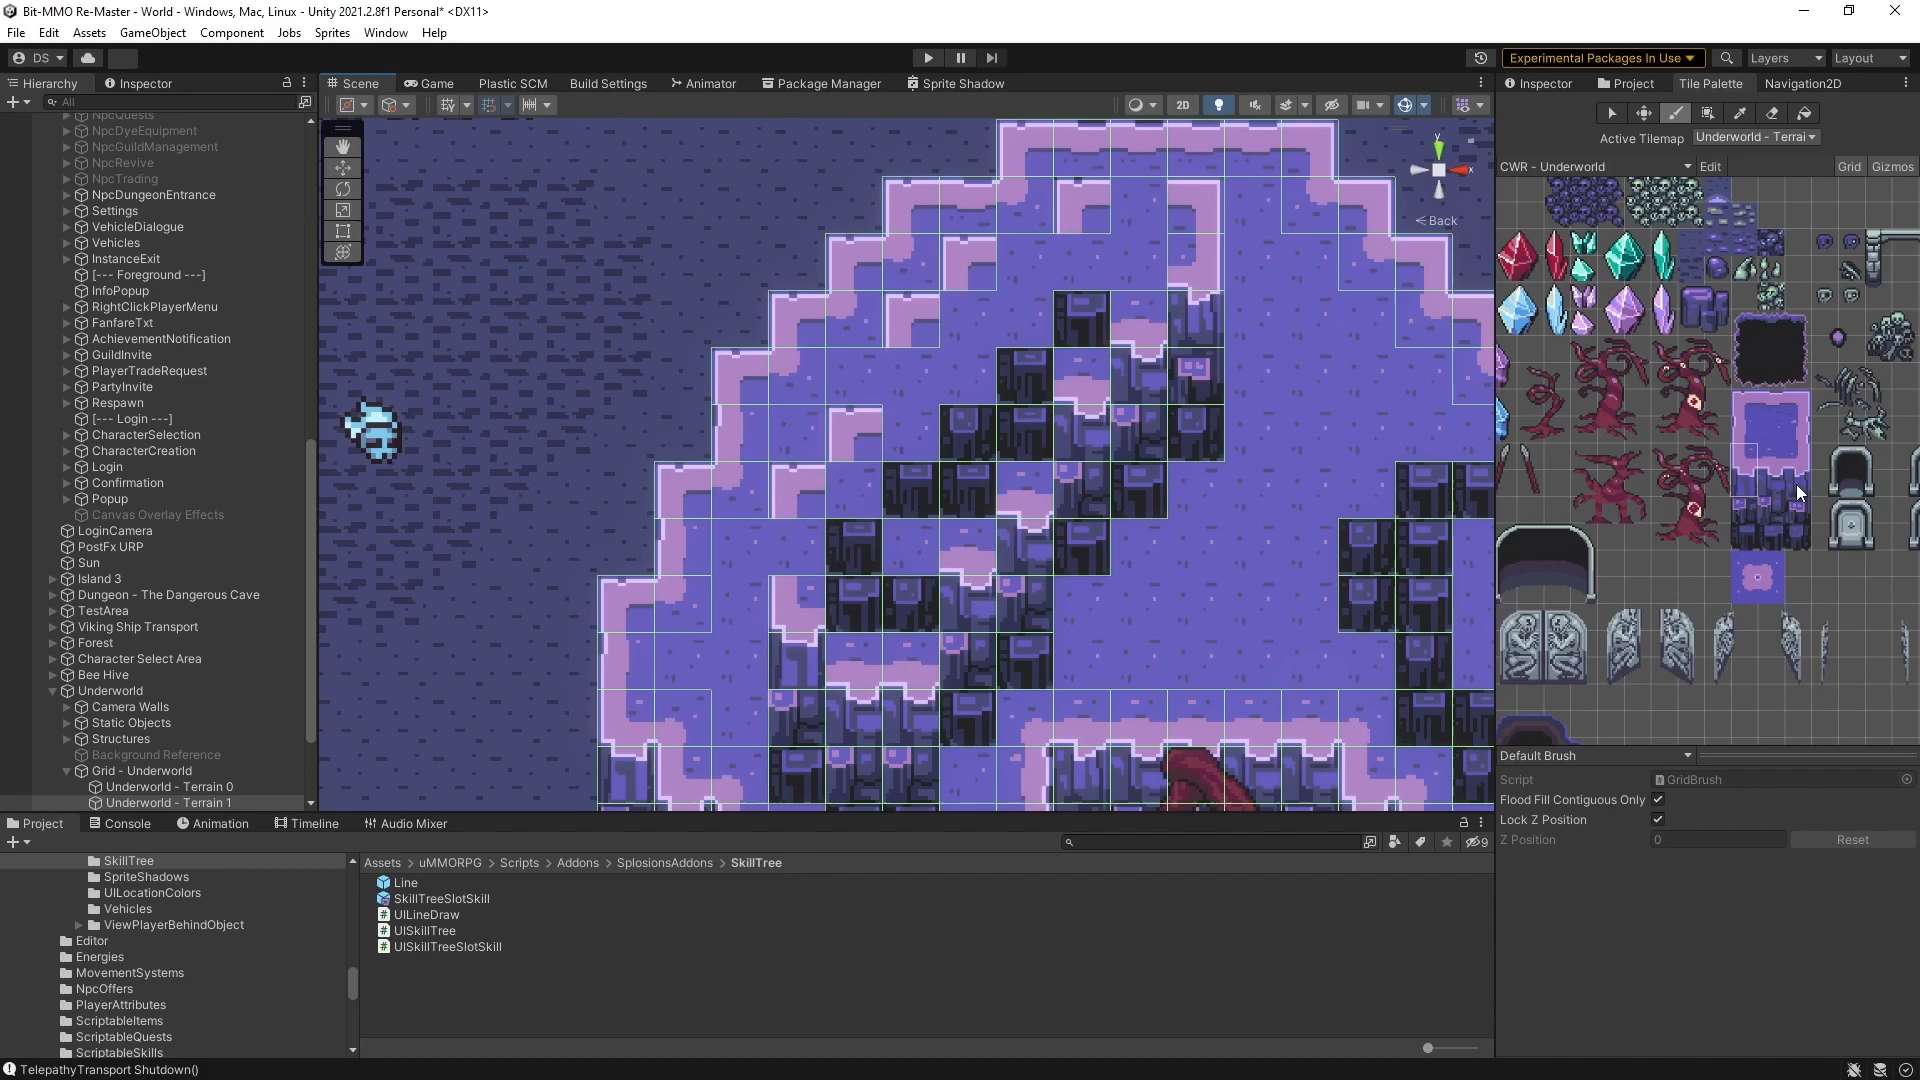 Bit-MMO Re-Master - World - Windows, Mac, Linux - Unity 2021.2.8f1 Personal* <DX11>
File Edit Assets GameObject Component Jobs Sprites Window Help
DS Experimental Packages In Use Layers Layout
Hierarchy Inspector Scene Game Plastic SCM Build Settings Animator Package Manager Sprite Shadow Inspector Project Tile Palette Navigation2D
All 2D
NpcQuests
NpcDyeEquipment
NpcGuildManagement
NpcRevive
NpcTrading
NpcDungeonEntrance
Settings
VehicleDialogue
Vehicles
InstanceExit
[--- Foreground ---]
InfoPopup
RightClickPlayerMenu
FanfareTxt
AchievementNotification
GuildInvite
PlayerTradeRequest
PartyInvite
Respawn
[--- Login ---]
CharacterSelection
CharacterCreation
Login
Confirmation
Popup
Canvas Overlay Effects
LoginCamera
PostFx URP
Sun
Island 3
Dungeon - The Dangerous Cave
TestArea
Viking Ship Transport
Forest
Character Select Area
Bee Hive
Underworld
Camera Walls
Static Objects
Structures
Background Reference
Grid - Underworld
Underworld - Terrain 0
Underworld - Terrain 1
y
x
< Back
Active Tilemap Underworld - Terrai
CWR - Underworld Edit Grid Gizmos
Default Brush
Script GridBrush
Flood Fill Contiguous Only
Lock Z Position
Z Position 0 Reset
Project Console Animation Timeline Audio Mixer
9
SkillTree
SpriteShadows
UILocationColors
Vehicles
ViewPlayerBehindObject
Editor
Energies
MovementSystems
NpcOffers
PlayerAttributes
ScriptableItems
ScriptableQuests
ScriptableSkills
Assets > uMMORPG > Scripts > Addons > SplosionsAddons > SkillTree
Line
SkillTreeSlotSkill
UILineDraw
UISkillTree
UISkillTreeSlotSkill
TelepathyTransport Shutdown()